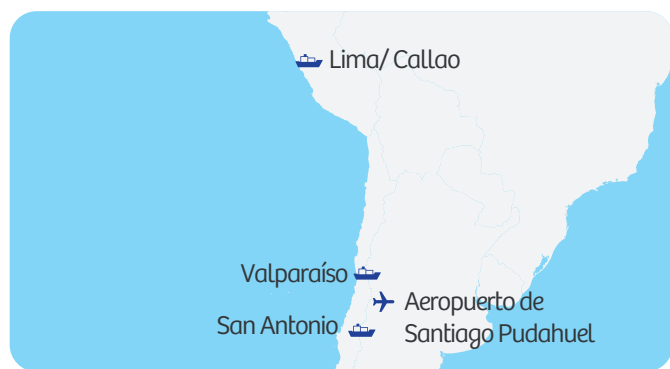 Lima/ Callao
Valparaíso
Aeropuerto de
Santiago Pudahuel
San Antonio